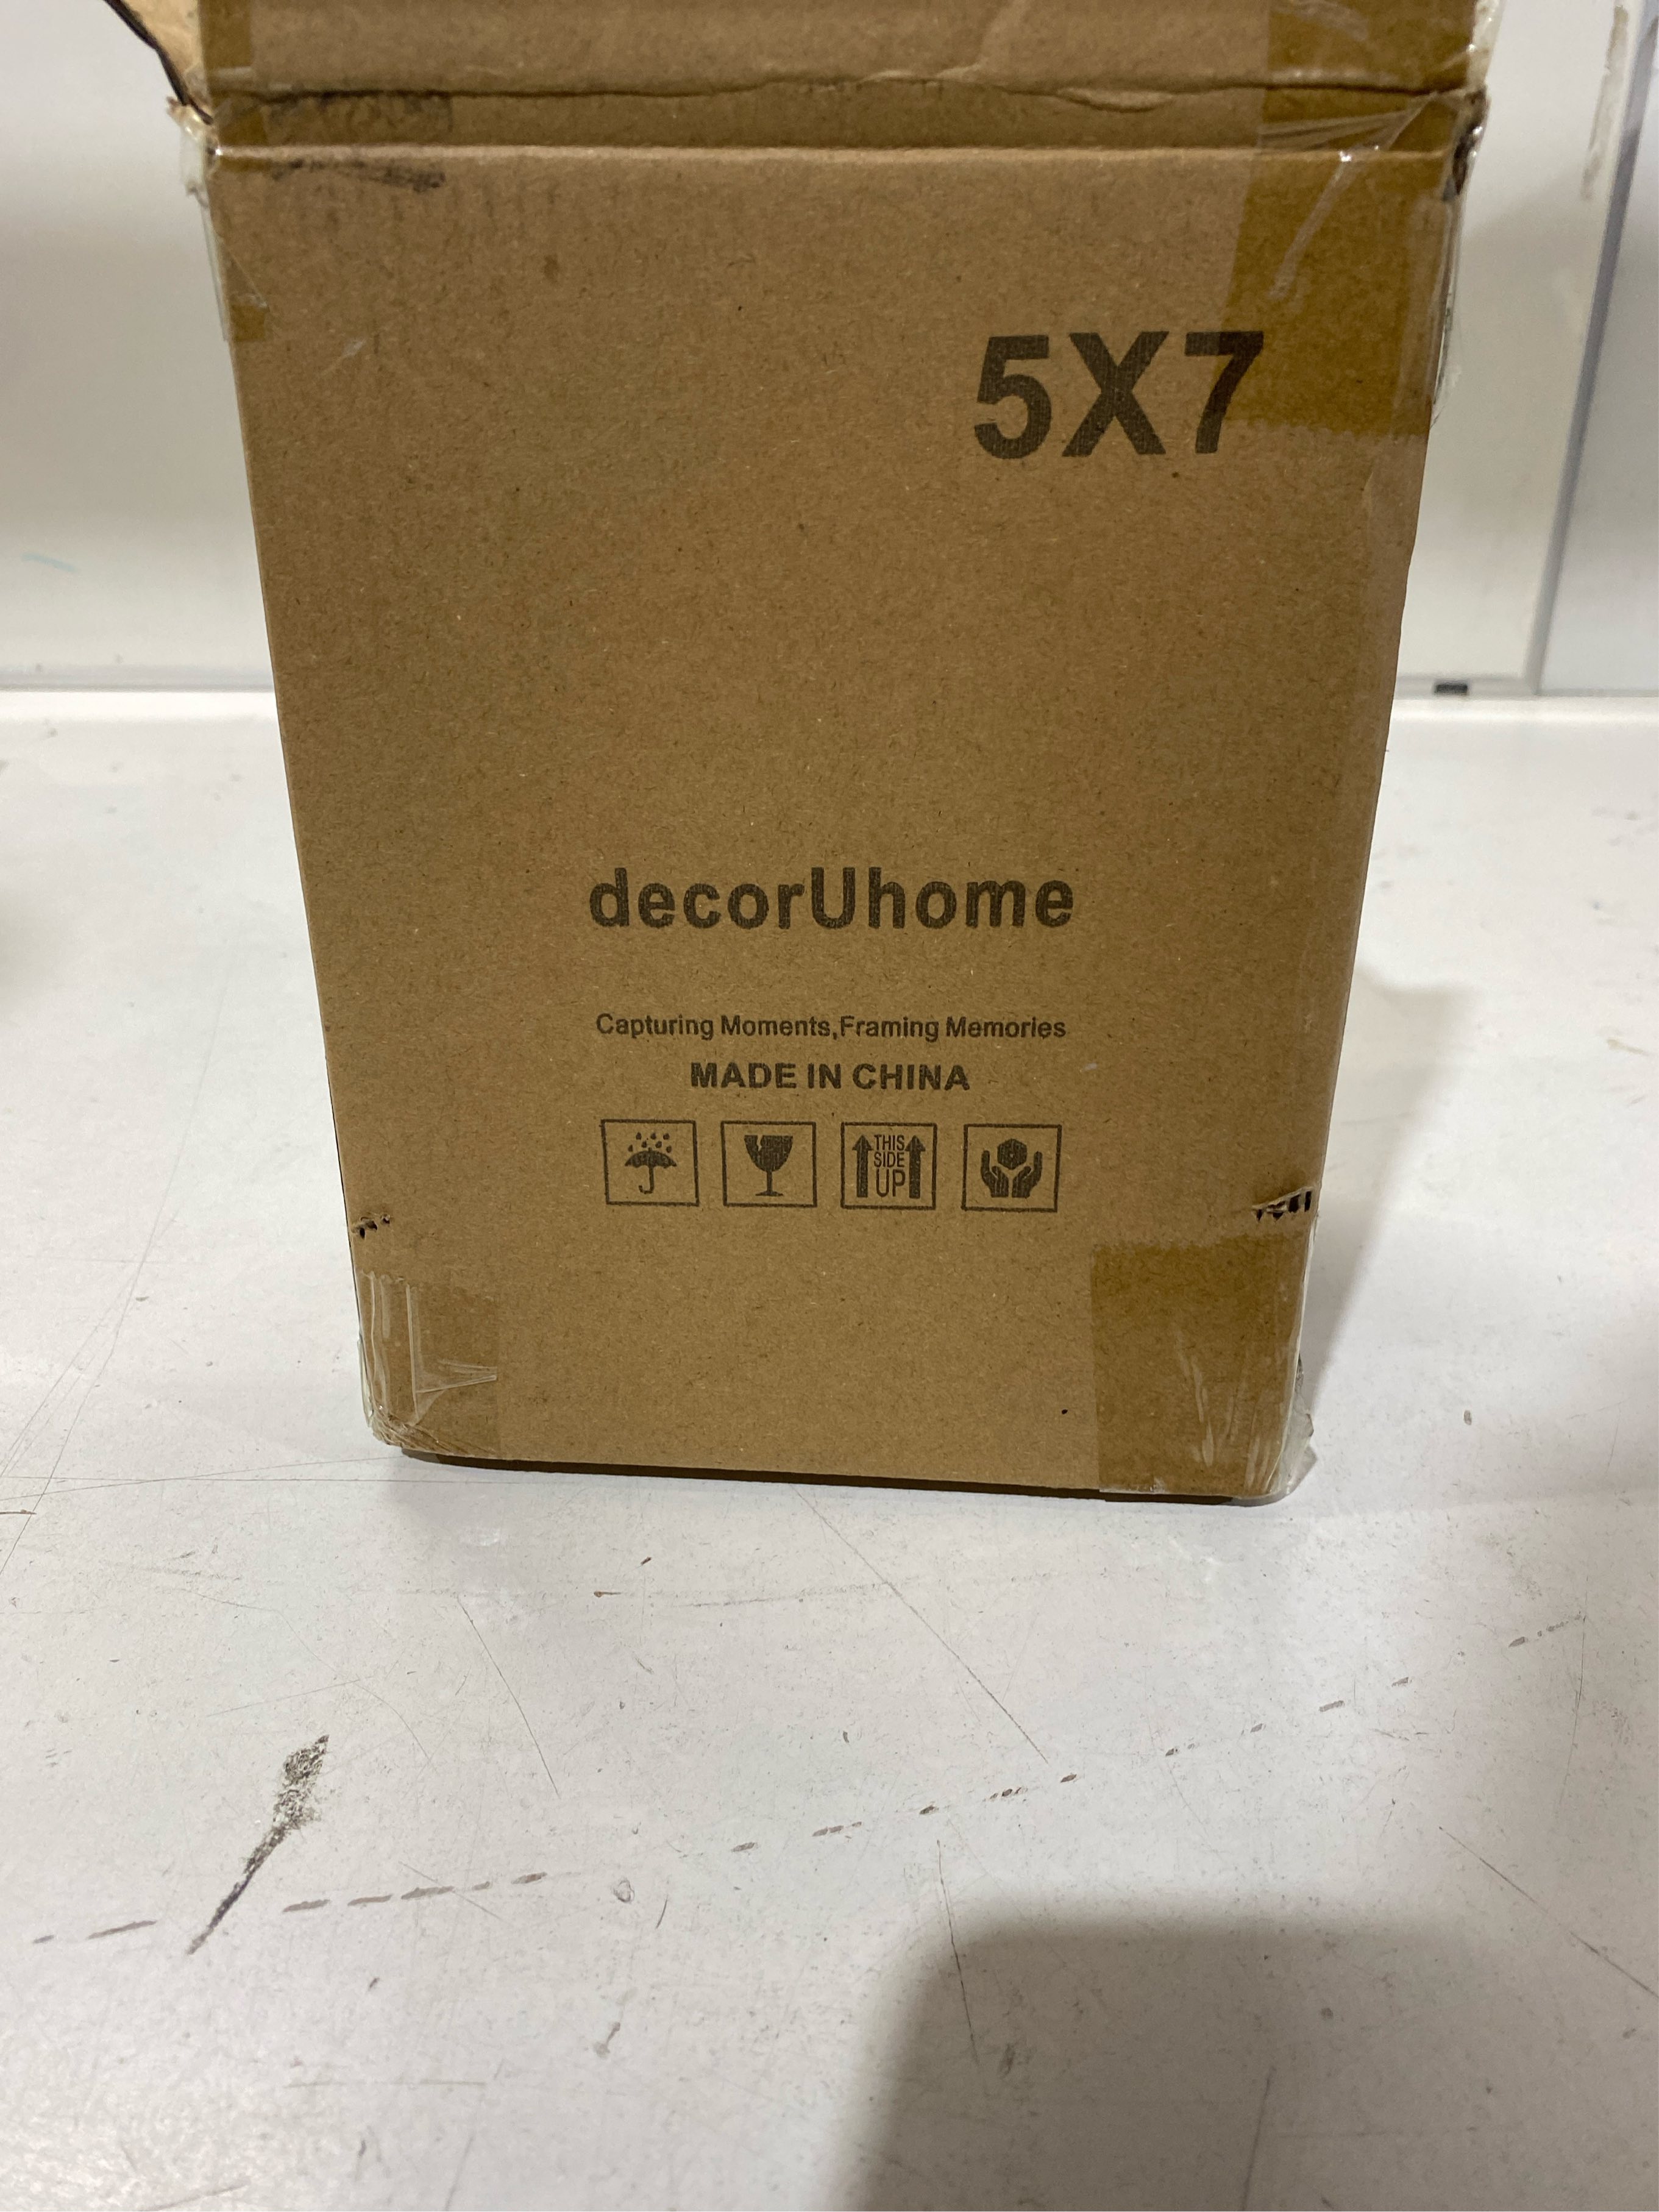 5X7
decorUhome
Capturing Moments,Framing Memories
MADE IN CHINA
THIS
SIDE
UP